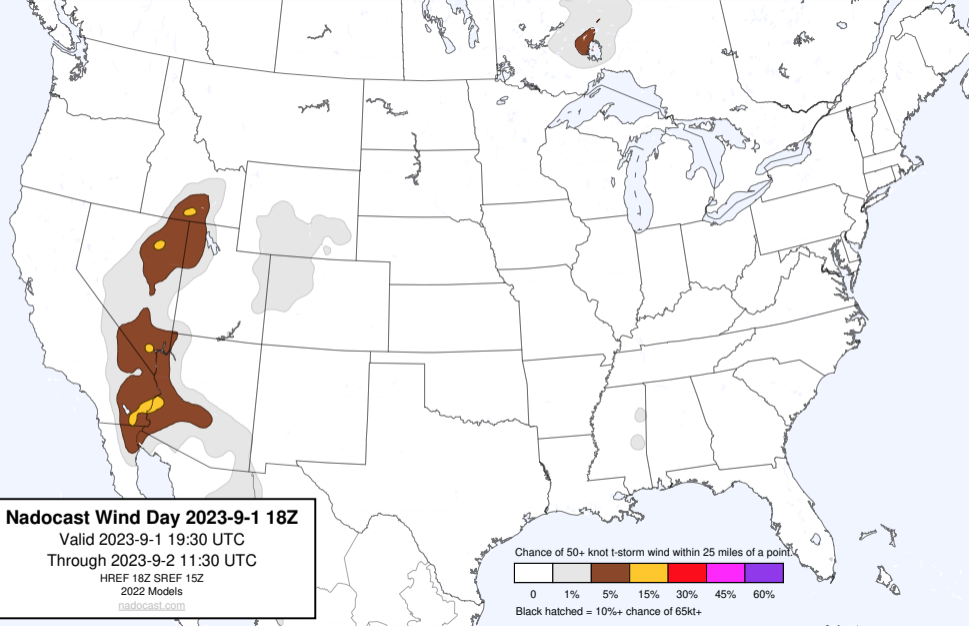 Nadocast Wind Day 2023-9-1 18Z
Valid 2023-9-1 19:30 UTC
Through 2023-9-2 11:30 UTC
HREF 18Z SREF 15Z
2022 Models
nadocast.com
Chance of 50+ knot t-storm wind within 25 miles of a point.
0 1% 5% 15% 30% 45% 60%
Black hatched = 10%+ chance of 65kt+